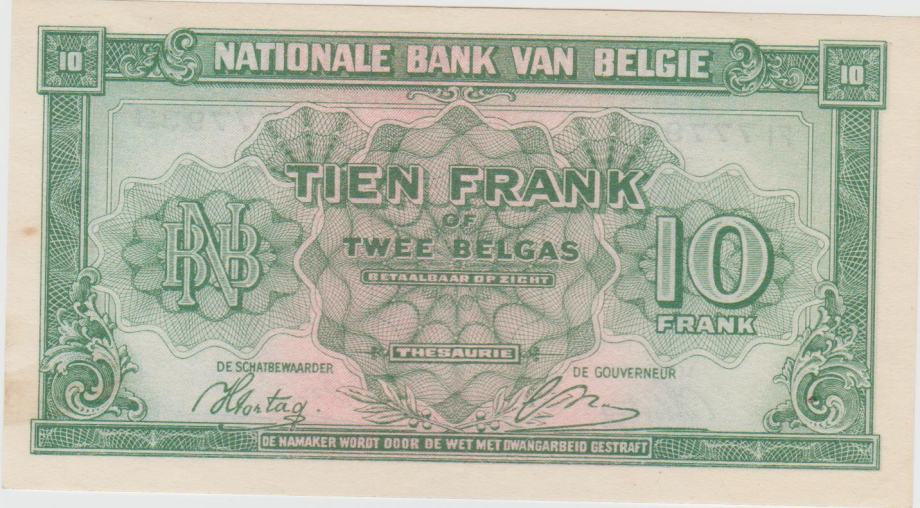 10 NATIONALE BANK VAN BELGIE 10
TIEN FRANK
OF
TWEE BELGAS
BETAALBAAR OP ZICHT
BNB
10
FRANK
THESAURIE
DE SCHATBEWAARDER
DE GOUVERNEUR
DE NAMAKER WORDT DOOR DE WET MET DWANGARBEID GESTRAFT